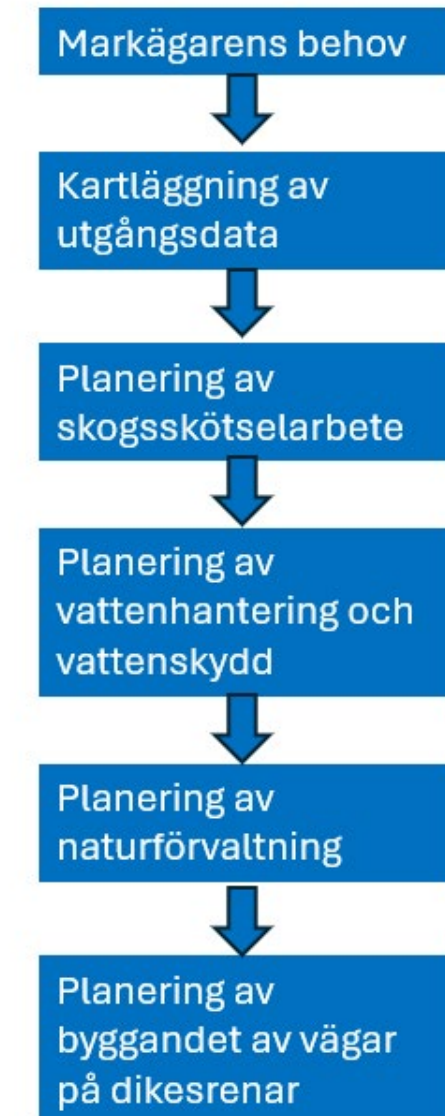 Markägarens behov
Kartläggning av
utgångsdata
Planering av
skogsskötselarbete
Planering av
vattenhantering och
vattenskydd
Planering av
naturförvaltning
Planering av
byggandet av vägar
på dikesrenar